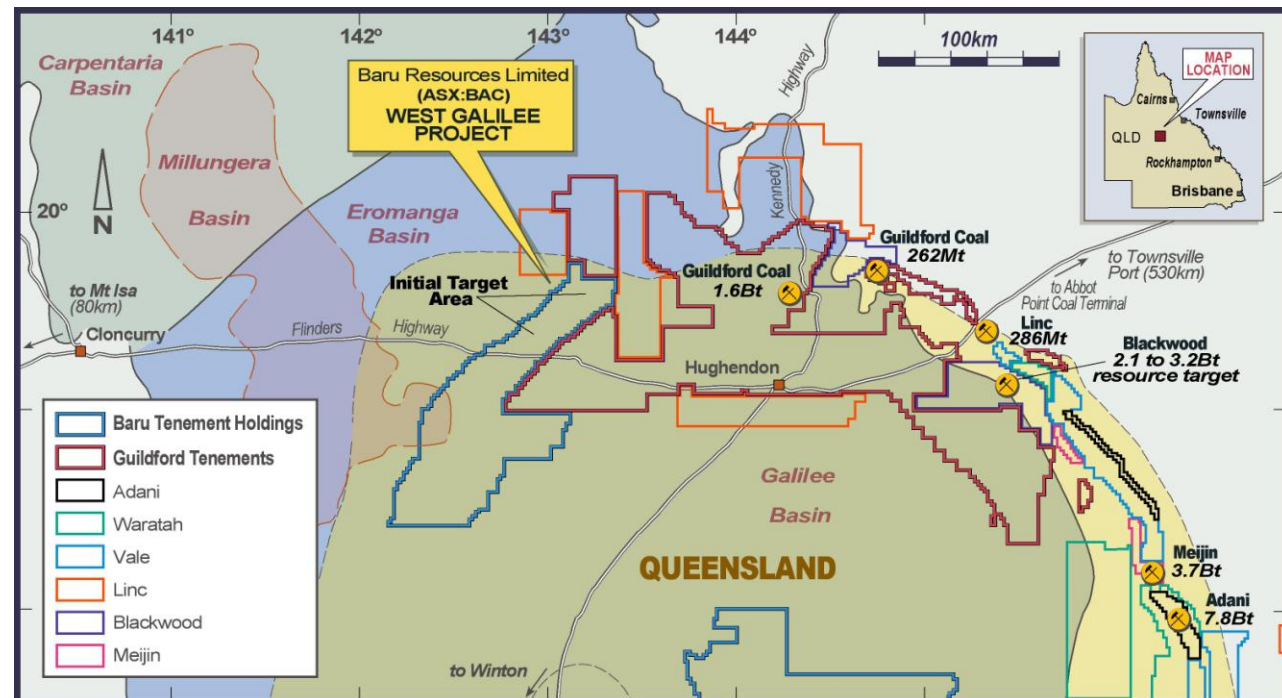 141°
142°
143°
144°
100km
Carpentaria
Basin
Baru Resources Limited
(ASX:BAC)
WEST GALILEE
PROJECT
Highway
MAP
LOCATION
Cairns
Townsville
QLD
Rockhampton
Brisbane
Millungera
Basin
N
20°
Eromanga
Basin
Kennedy
Initial Target
Area
Guildford Coal
1.6Bt
Guildford Coal
262Mt
to Townsville
Port (530km)
to Abbot
Point Coal Terminal
to Mt Isa
(80km)
Cloncurry
Flinders
Highway
Linc
286Mt
Hughendon
Blackwood
2.1 to 3.2Bt
resource target
Baru Tenement Holdings
Guildford Tenements
Adani
Waratah
Vale
Linc
Blackwood
Meijin
Galilee
Basin
QUEENSLAND
Meijin
3.7Bt
Adani
7.8Bt
to Winton